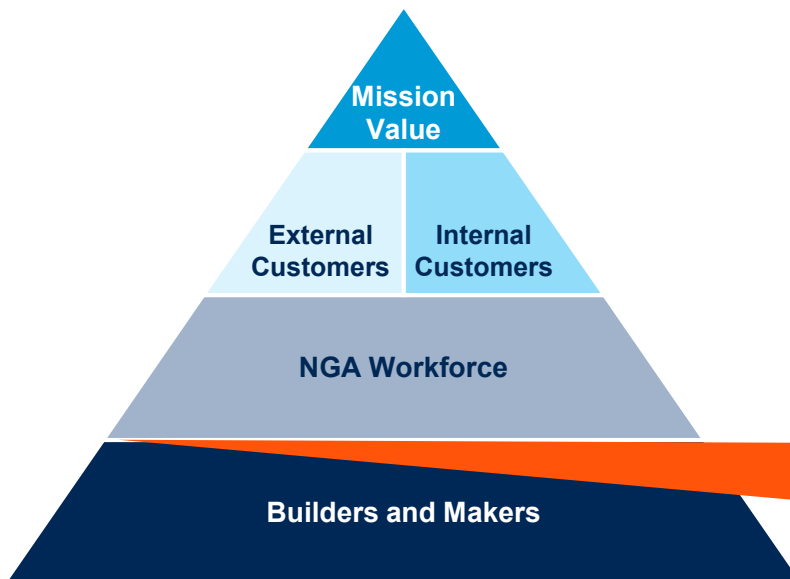 Mission
Value
External
Customers
Internal
Customers
NGA Workforce
Builders and Makers